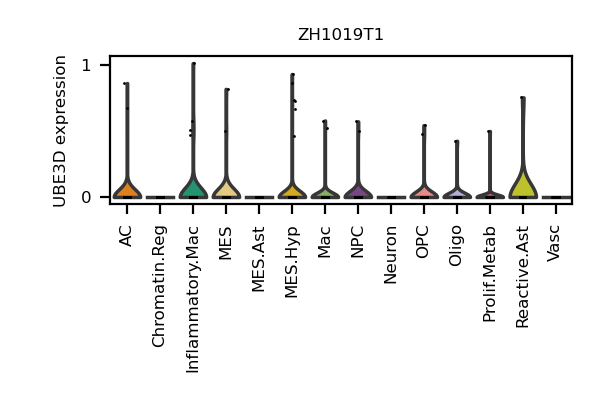 ZH1019T1
UBE3D expression
1
0
AC
Chromatin.Reg
Inflammatory.Mac
MES
MES.Ast
MES.Hyp
Mac
NPC
Neuron
OPC
Oligo
Prolif.Metab
Reactive.Ast
Vasc